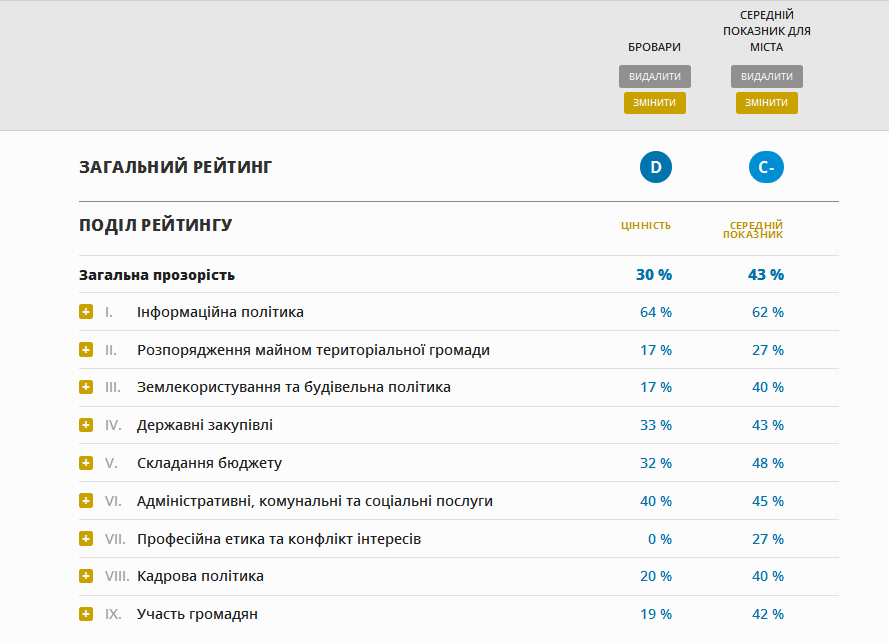 СЕРЕДНІЙ
ПОКАЗНИК ДЛЯ
БРОВАРИ МІСТА
ВИДАЛИТИ ВИДАЛИТИ
ЗМІНИТИ ЗМІНИТИ
ЗАГАЛЬНИЙ РЕЙТИНГ D C-
ПОДІЛ РЕЙТИНГУ ЦІННІСТЬ СЕРЕДНІЙ
ПОКАЗНИК
Загальна прозорість 30 % 43 %
+ I. Інформаційна політика 64 % 62 %
+ II. Розпорядження майном територіальної громади 17 % 27 %
+ III. Землекористування та будівельна політика 17 % 40 %
+ IV. Державні закупівлі 33 % 43 %
+ V. Складання бюджету 32 % 48 %
+ VI. Адміністративні, комунальні та соціальні послуги 40 % 45 %
+ VII. Професійна етика та конфлікт інтересів 0 % 27 %
+ VIII. Кадрова політика 20 % 40 %
+ IX. Участь громадян 19 % 42 %